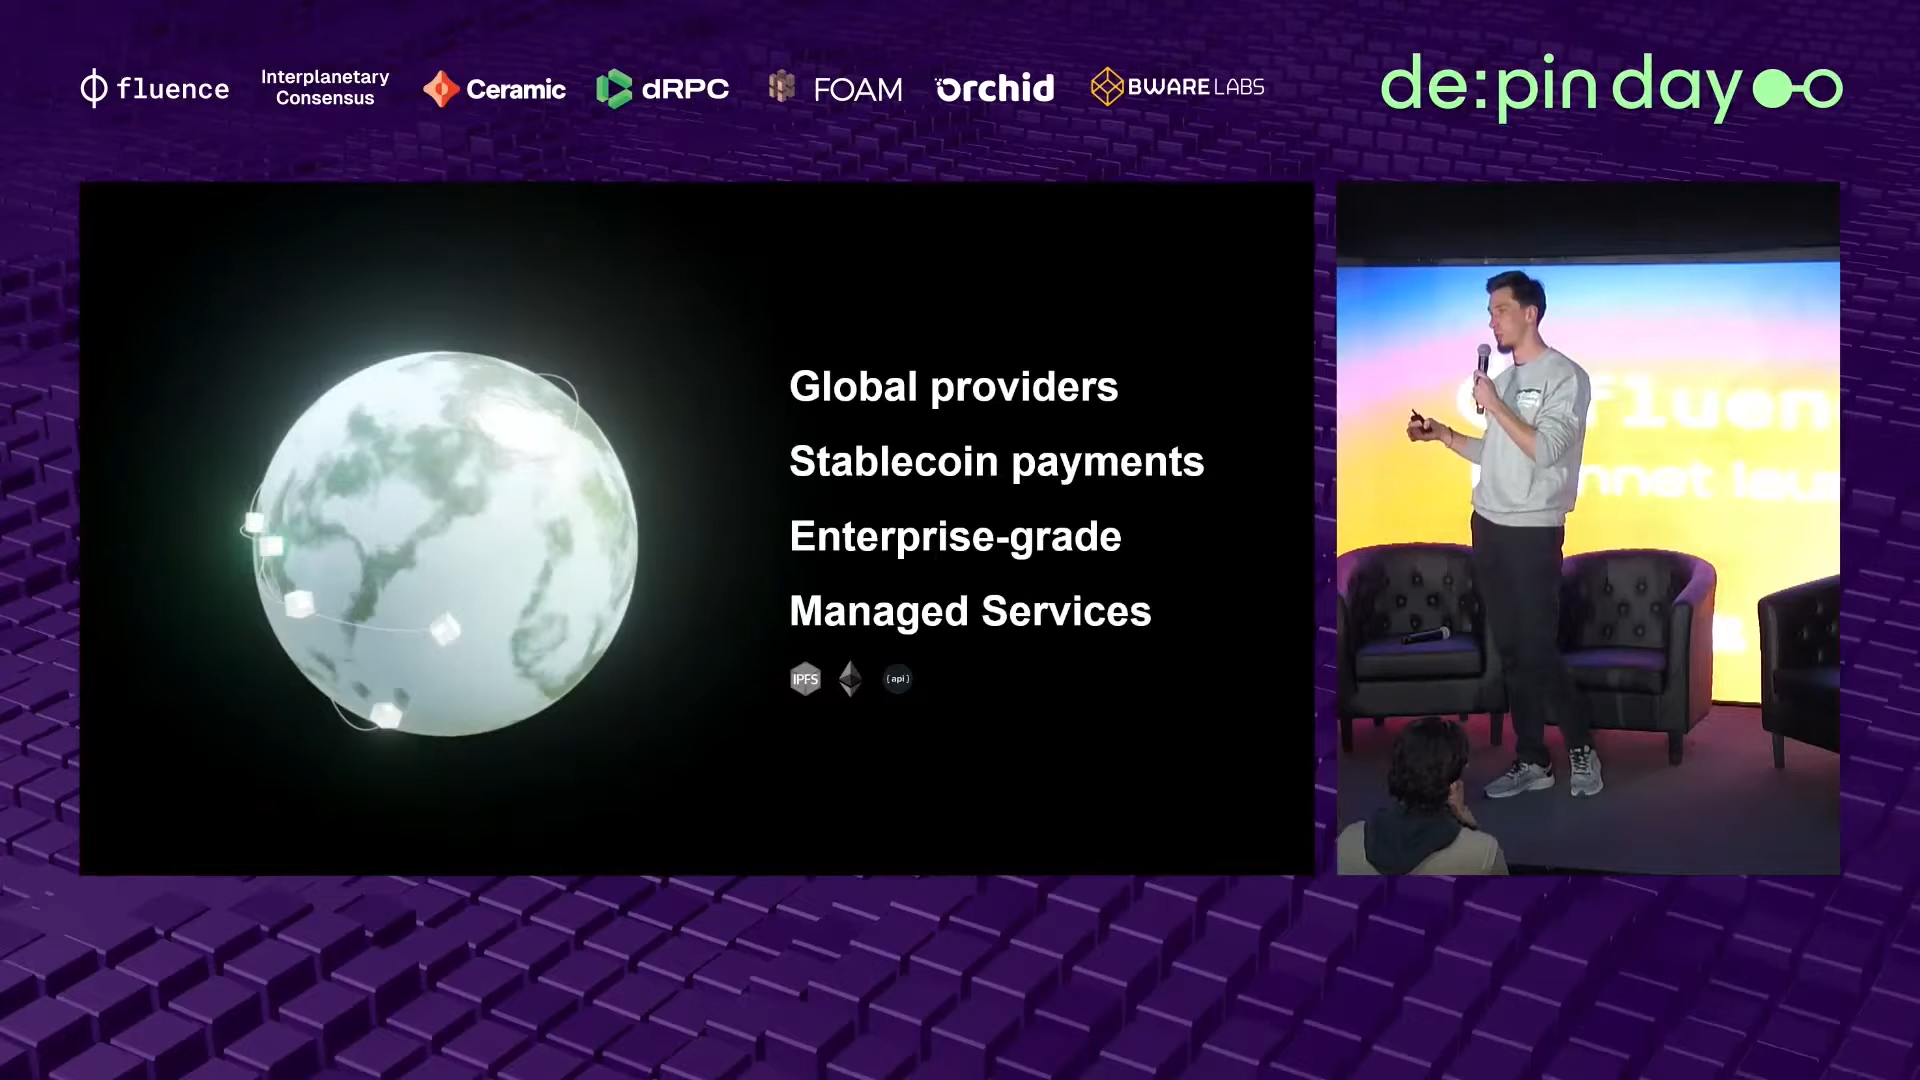 fluence
Interplanetary
Consensus
Ceramic
dRPC
FOAM
Orchid
BWARE LABS
de:pin day
Global providers
Stablecoin payments
Enterprise-grade
Managed Services
IPFS
{api}
fluen